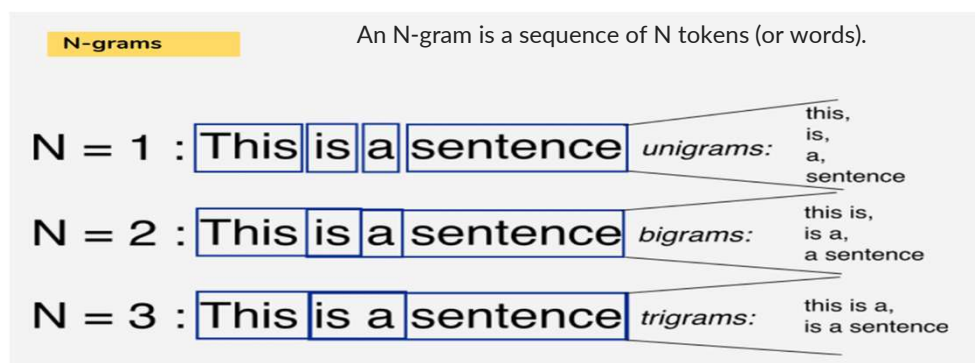 N-grams
An N-gram is a sequence of N tokens (or words).
N = 1 : This is a sentence unigrams:
this,
is,
a,
sentence
N = 2 : This is a sentence bigrams:
this is,
is a,
a sentence
N = 3 : This is a sentence trigrams:
this is a,
is a sentence